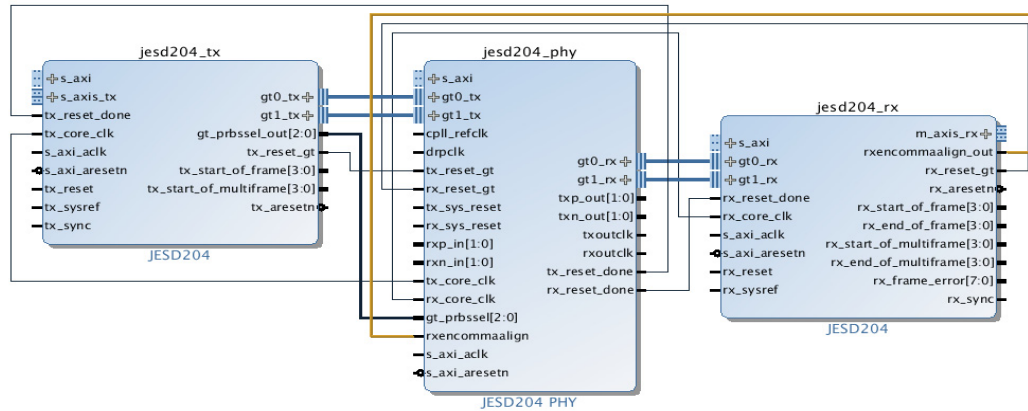 jesd204_tx
s_axi
s_axis_tx
tx_reset_done
tx_core_clk
s_axi_aclk
s_axi_aresetn
tx_reset
tx_sysref
tx_sync
gt0_tx
gt1_tx
gt_prbssel_out[2:0]
tx_reset_gt
tx_start_of_frame[3:0]
tx_start_of_multiframe[3:0]
tx_aresetn
JESD204
jesd204_phy
s_axi
gt0_tx
gt1_tx
cpll_refclk
drpclk
tx_reset_gt
rx_reset_gt
tx_sys_reset
rx_sys_reset
rxp_in[1:0]
rxn_in[1:0]
tx_core_clk
rx_core_clk
gt_prbssel[2:0]
rxencommaalign
s_axi_aclk
s_axi_aresetn
gt0_rx
gt1_rx
txp_out[1:0]
txn_out[1:0]
txoutclk
rxoutclk
tx_reset_done
rx_reset_done
JESD204 PHY
jesd204_rx
s_axi
gt0_rx
gt1_rx
rx_reset_done
rx_core_clk
s_axi_aclk
s_axi_aresetn
rx_reset
rx_sysref
m_axis_rx
rxencommaalign_out
rx_reset_gt
rx_aresetn
rx_start_of_frame[3:0]
rx_end_of_frame[3:0]
rx_start_of_multiframe[3:0]
rx_end_of_multiframe[3:0]
rx_frame_error[7:0]
rx_sync
JESD204